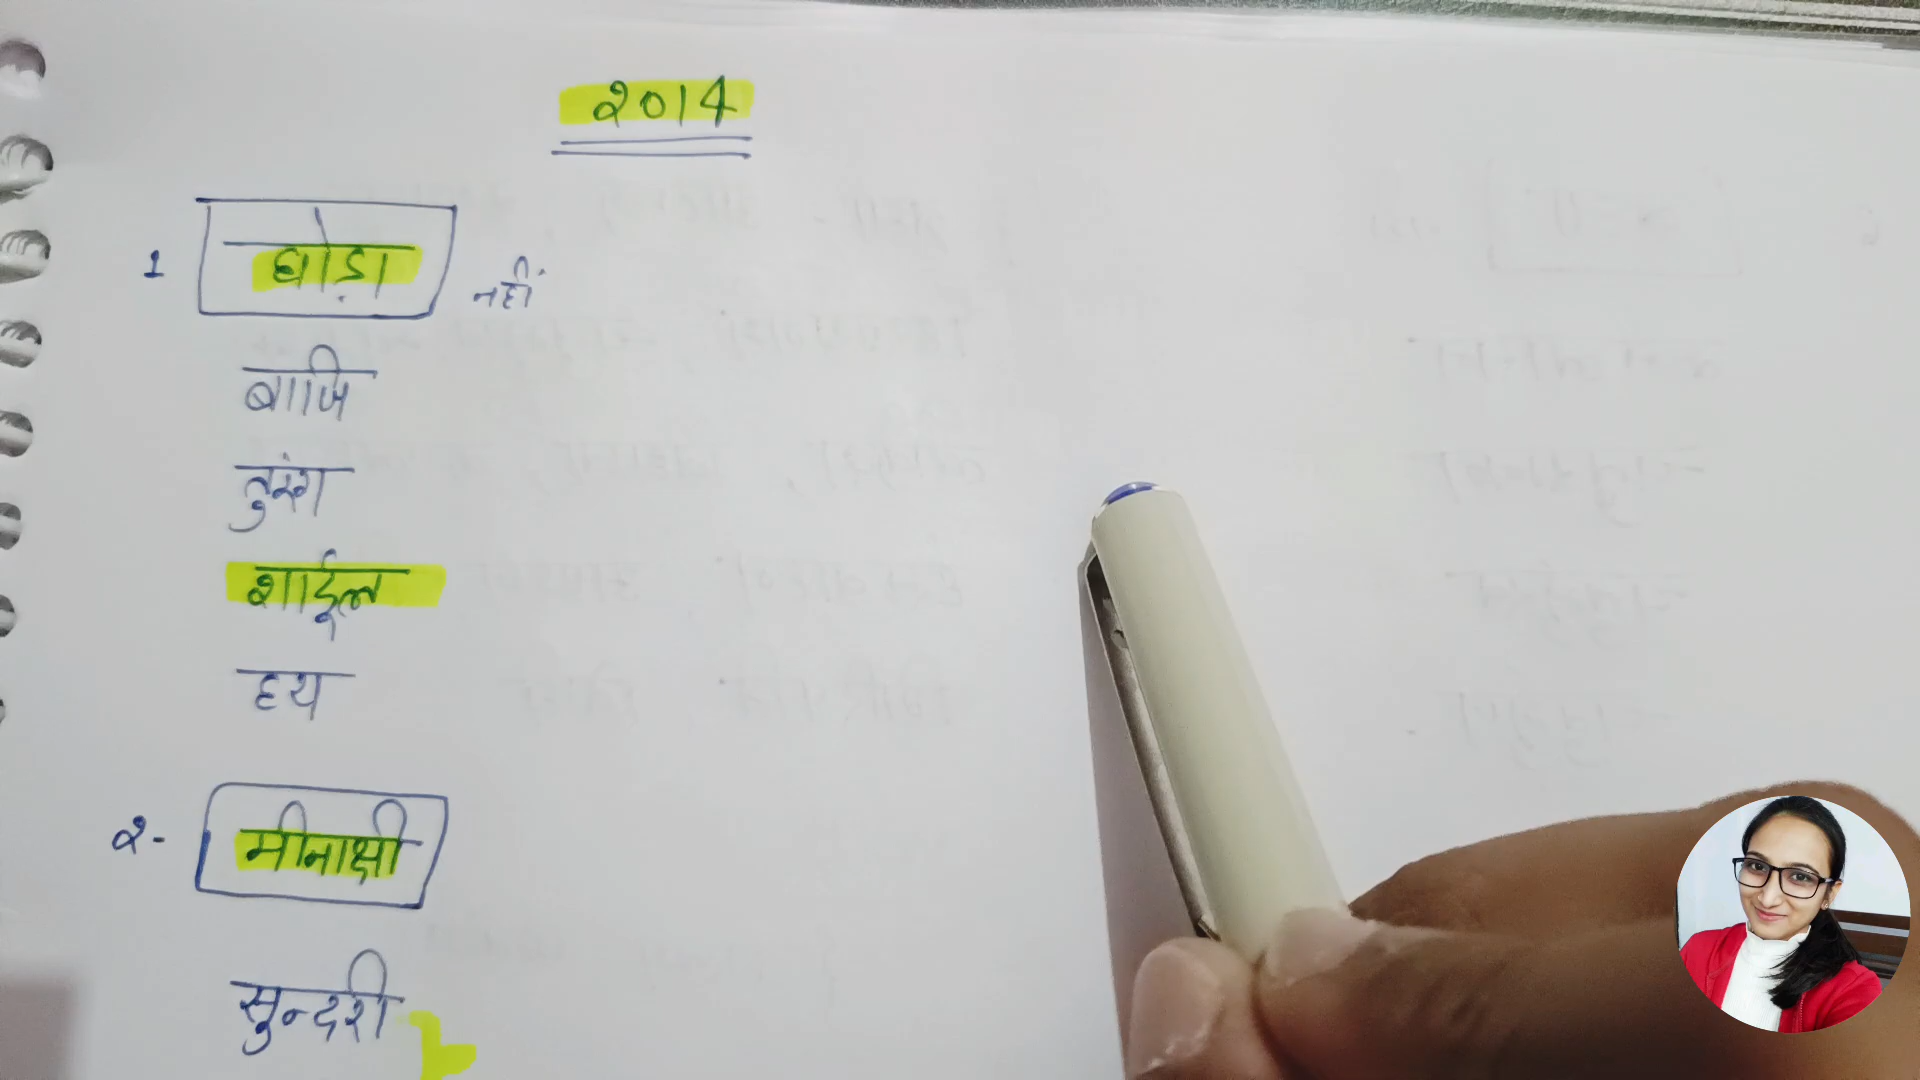 2014
1 घोड़ा नहीं
बाजि
तुरंग
शार्दूल
हय
2- मीनाक्षी
सुन्दरी